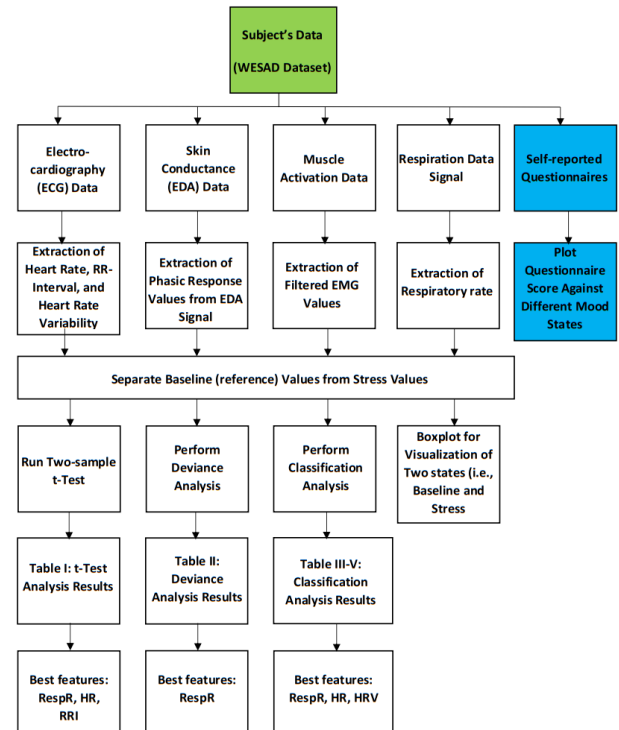 Subject's Data
(WESAD Dataset)
Electro-
cardiography
(ECG) Data
Skin
Conductance
(EDA) Data
Muscle
Activation Data
Respiration Data
Signal
Self-reported
Questionnaires
Extraction of
Heart Rate, RR-
Interval, and
Heart Rate
Variability
Extraction of
Phasic Response
Values from EDA
Signal
Extraction of
Filtered EMG
Values
Extraction of
Respiratory rate
Plot
Questionnaire
Score Against
Different Mood
States
Separate Baseline (reference) Values from Stress Values
Run Two-sample
t-Test
Perform
Deviance
Analysis
Perform
Classification
Analysis
Boxplot for
Visualization of
Two states (i.e.,
Baseline and
Stress
Table I: t-Test
Analysis Results
Table II:
Deviance
Analysis Results
Table III-V:
Classification
Analysis Results
Best features:
RespR, HR,
RRI
Best features:
RespR
Best features:
RespR, HR, HRV